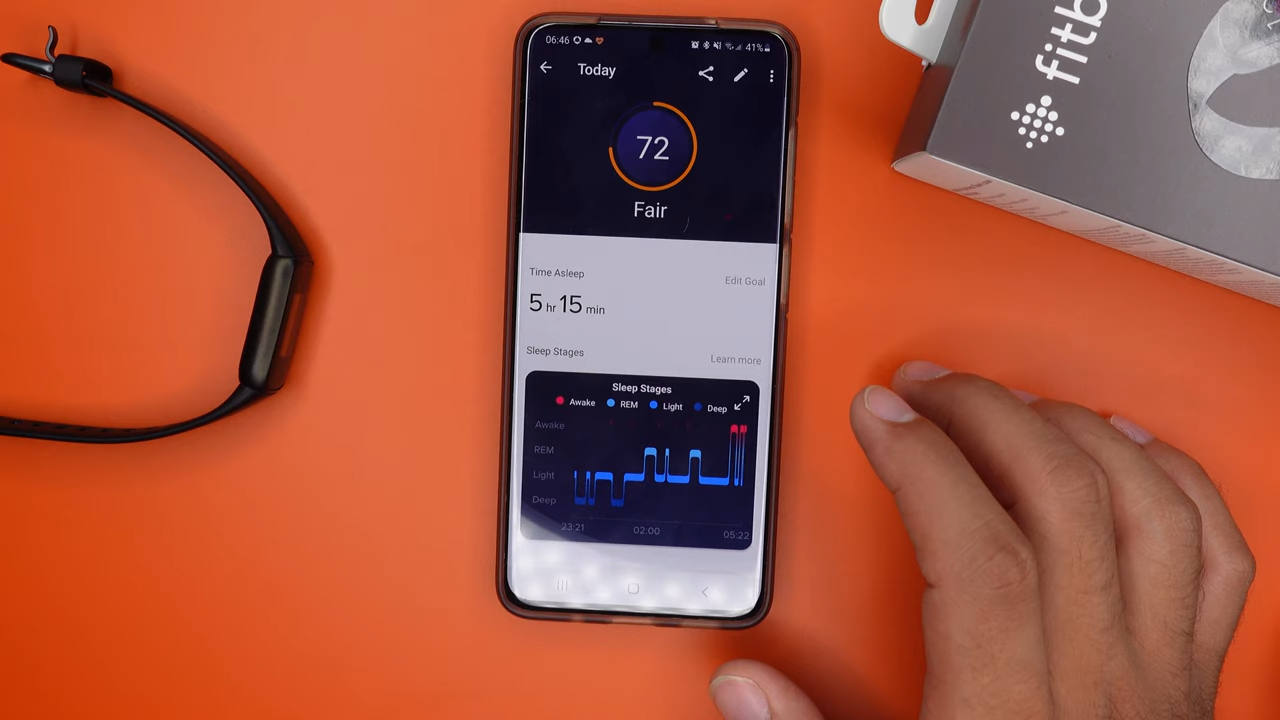 06:46
41%
Today
72
Fair
Time Asleep
Edit Goal
5 hr 15 min
Sleep Stages
Learn more
Sleep Stages
Awake REM Light Deep
Awake
REM
Light
Deep
23:21 02:00 05:22
fitb